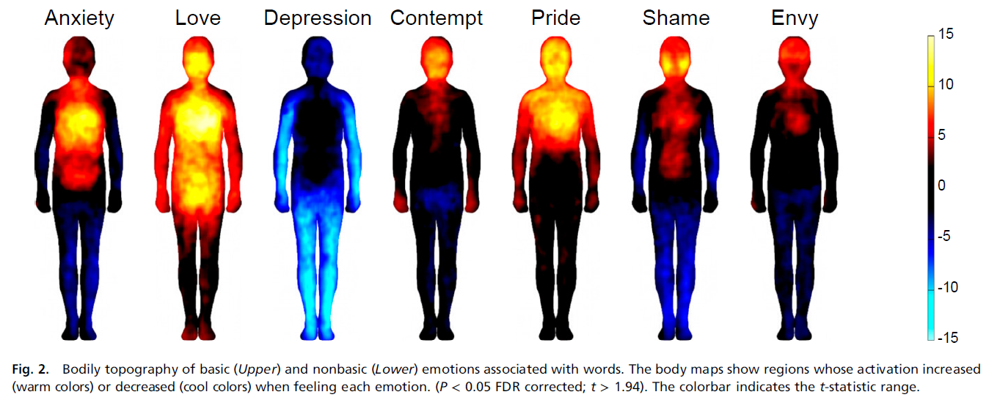 Anxiety Love Depression Contempt Pride Shame Envy
15
10
5
0
-5
-10
-15
Fig. 2. Bodily topography of basic (Upper) and nonbasic (Lower) emotions associated with words. The body maps show regions whose activation increased
(warm colors) or decreased (cool colors) when feeling each emotion. (P < 0.05 FDR corrected; t > 1.94). The colorbar indicates the t-statistic range.